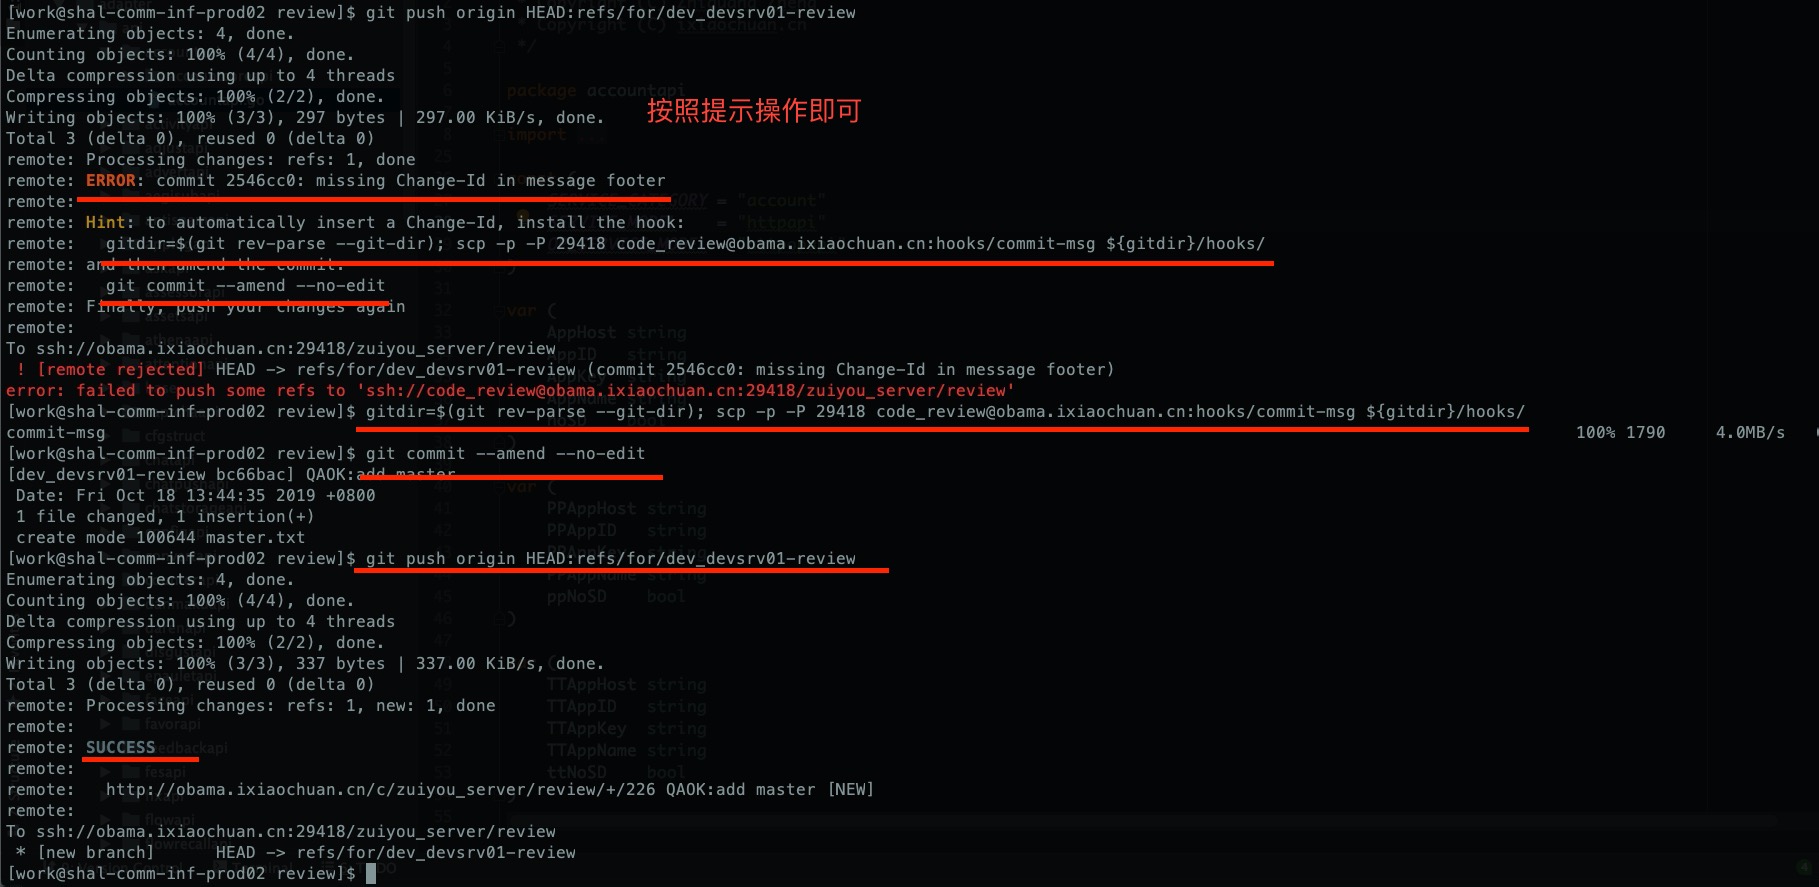 [work@shal-comm-inf-prod02 review]$ git push origin HEAD:refs/for/dev_devsrv01-review
Enumerating objects: 4, done.
Counting objects: 100% (4/4), done.
Delta compression using up to 4 threads
Compressing objects: 100% (2/2), done.
Writing objects: 100% (3/3), 297 bytes | 297.00 KiB/s, done.
按照提示操作即可
Total 3 (delta 0), reused 0 (delta 0)
remote: Processing changes: refs: 1, done
remote: ERROR: commit 2546cc0: missing Change-Id in message footer
remote:
remote: Hint: to automatically insert a Change-Id, install the hook:
remote:   gitdir=$(git rev-parse --git-dir); scp -p -P 29418 code_review@obama.ixiaochuan.cn:hooks/commit-msg ${gitdir}/hooks/
remote: and then amend the commit:
remote:   git commit --amend --no-edit
remote: Finally, push your changes again
remote:
To ssh://obama.ixiaochuan.cn:29418/zuiyou_server/review
 ! [remote rejected] HEAD -> refs/for/dev_devsrv01-review (commit 2546cc0: missing Change-Id in message footer)
error: failed to push some refs to 'ssh://code_review@obama.ixiaochuan.cn:29418/zuiyou_server/review'
[work@shal-comm-inf-prod02 review]$ gitdir=$(git rev-parse --git-dir); scp -p -P 29418 code_review@obama.ixiaochuan.cn:hooks/commit-msg ${gitdir}/hooks/
commit-msg 100% 1790 4.0MB/s
[work@shal-comm-inf-prod02 review]$ git commit --amend --no-edit
[dev_devsrv01-review bc66bac] QAOK:add master
 Date: Fri Oct 18 13:44:35 2019 +0800
 1 file changed, 1 insertion(+)
 create mode 100644 master.txt
[work@shal-comm-inf-prod02 review]$ git push origin HEAD:refs/for/dev_devsrv01-review
Enumerating objects: 4, done.
Counting objects: 100% (4/4), done.
Delta compression using up to 4 threads
Compressing objects: 100% (2/2), done.
Writing objects: 100% (3/3), 337 bytes | 337.00 KiB/s, done.
Total 3 (delta 0), reused 0 (delta 0)
remote: Processing changes: refs: 1, new: 1, done
remote:
remote: SUCCESS
remote:
remote:   http://obama.ixiaochuan.cn/c/zuiyou_server/review/+/226 QAOK:add master [NEW]
remote:
To ssh://obama.ixiaochuan.cn:29418/zuiyou_server/review
 * [new branch]      HEAD -> refs/for/dev_devsrv01-review
[work@shal-comm-inf-prod02 review]$